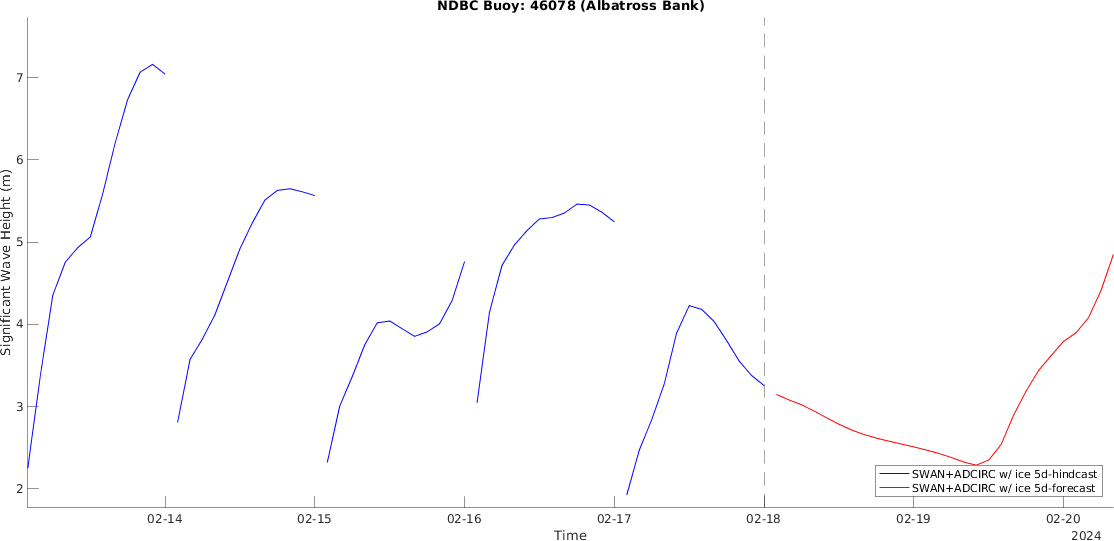 NDBC Buoy: 46078 (Albatross Bank)
Significant Wave Height (m)
7
6
5
4
3
2
SWAN+ADCIRC w/ ice 5d-hindcast
SWAN+ADCIRC w/ ice 5d-forecast
02-14 02-15 02-16 02-17 02-18 02-19 02-20
Time
2024